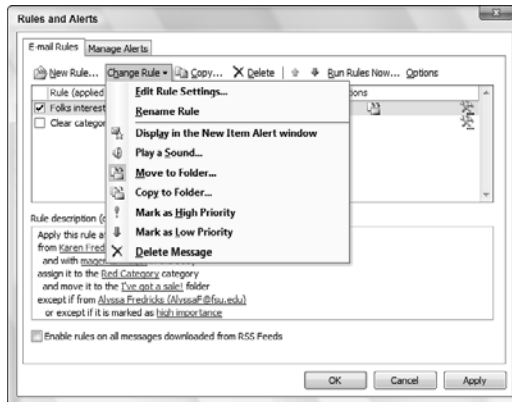 Rules and Alerts
E-mail Rules Manage Alerts
New Rule... Change Rule Copy... Delete Run Rules Now... Options
Rule (applied
Folks interest
Clear categor
Edit Rule Settings...
Rename Rule
Display in the New Item Alert window
Play a Sound...
Move to Folder...
Copy to Folder...
Mark as High Priority
Mark as Low Priority
Delete Message
Rule description (
Apply this rule a
from Karen Fred
and with
assign it to the Red Category category
and move it to the I've got a sale! folder
except if from Alyssa Fredricks (AlyssaF@fsu.edu)
or except if it is marked as high importance
Enable rules on all messages downloaded from RSS Feeds
OK Cancel Apply